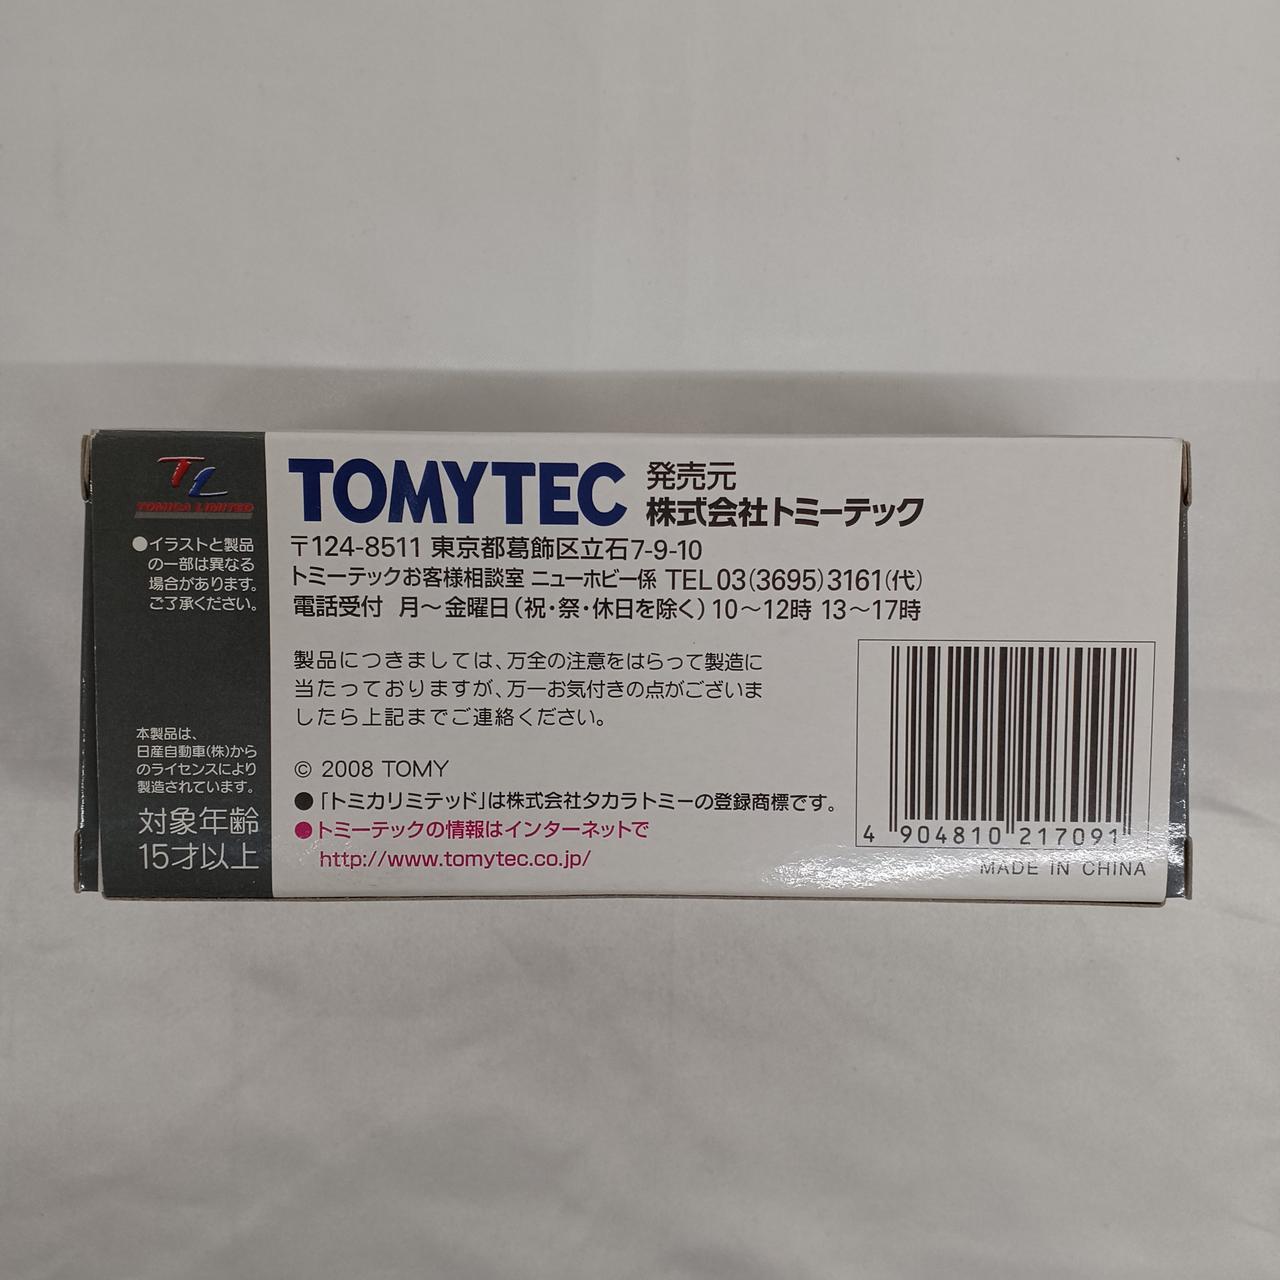 TL
TOMICA LIMITED
●イラストと製品
の一部は異なる
場合があります。
ご了承ください。
本製品は、
日産自動車(株)から
のライセンスにより
製造されています。
対象年齢
15才以上
TOMYTEC
発売元
株式会社トミーテック
〒124-8511 東京都葛飾区立石7-9-10
トミーテックお客様相談室 ニューホビー係 TEL 03(3695)3161(代)
電話受付 月〜金曜日(祝・祭・休日を除く) 10〜12時 13〜17時
製品につきましては、万全の注意をはらって製造に
当たっておりますが、万一お気付きの点がございま
したら上記までご連絡ください。
© 2008 TOMY
●「トミカリミテッド」は株式会社タカラトミーの登録商標です。
●トミーテックの情報はインターネットで
http://www.tomytec.co.jp/
4 904810 217091
MADE IN CHINA